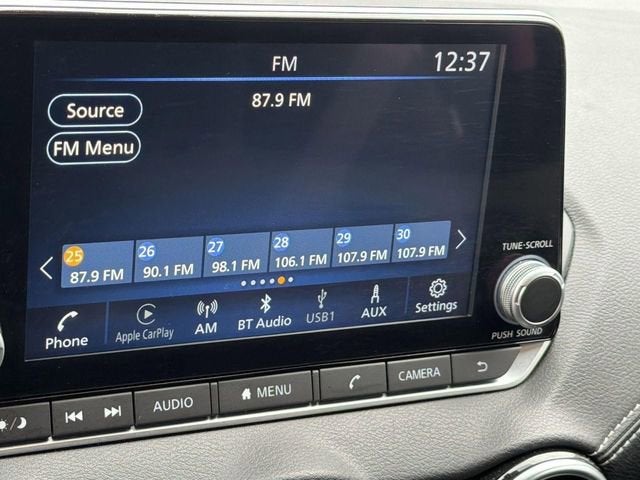 FM
12:37
87.9 FM
Source
FM Menu
25 26 27 28 29 30
87.9 FM 90.1 FM 98.1 FM 106.1 FM 107.9 FM 107.9 FM
Phone Apple CarPlay AM BT Audio USB1 AUX Settings
TUNE·SCROLL
PUSH SOUND
AUDIO MENU CAMERA